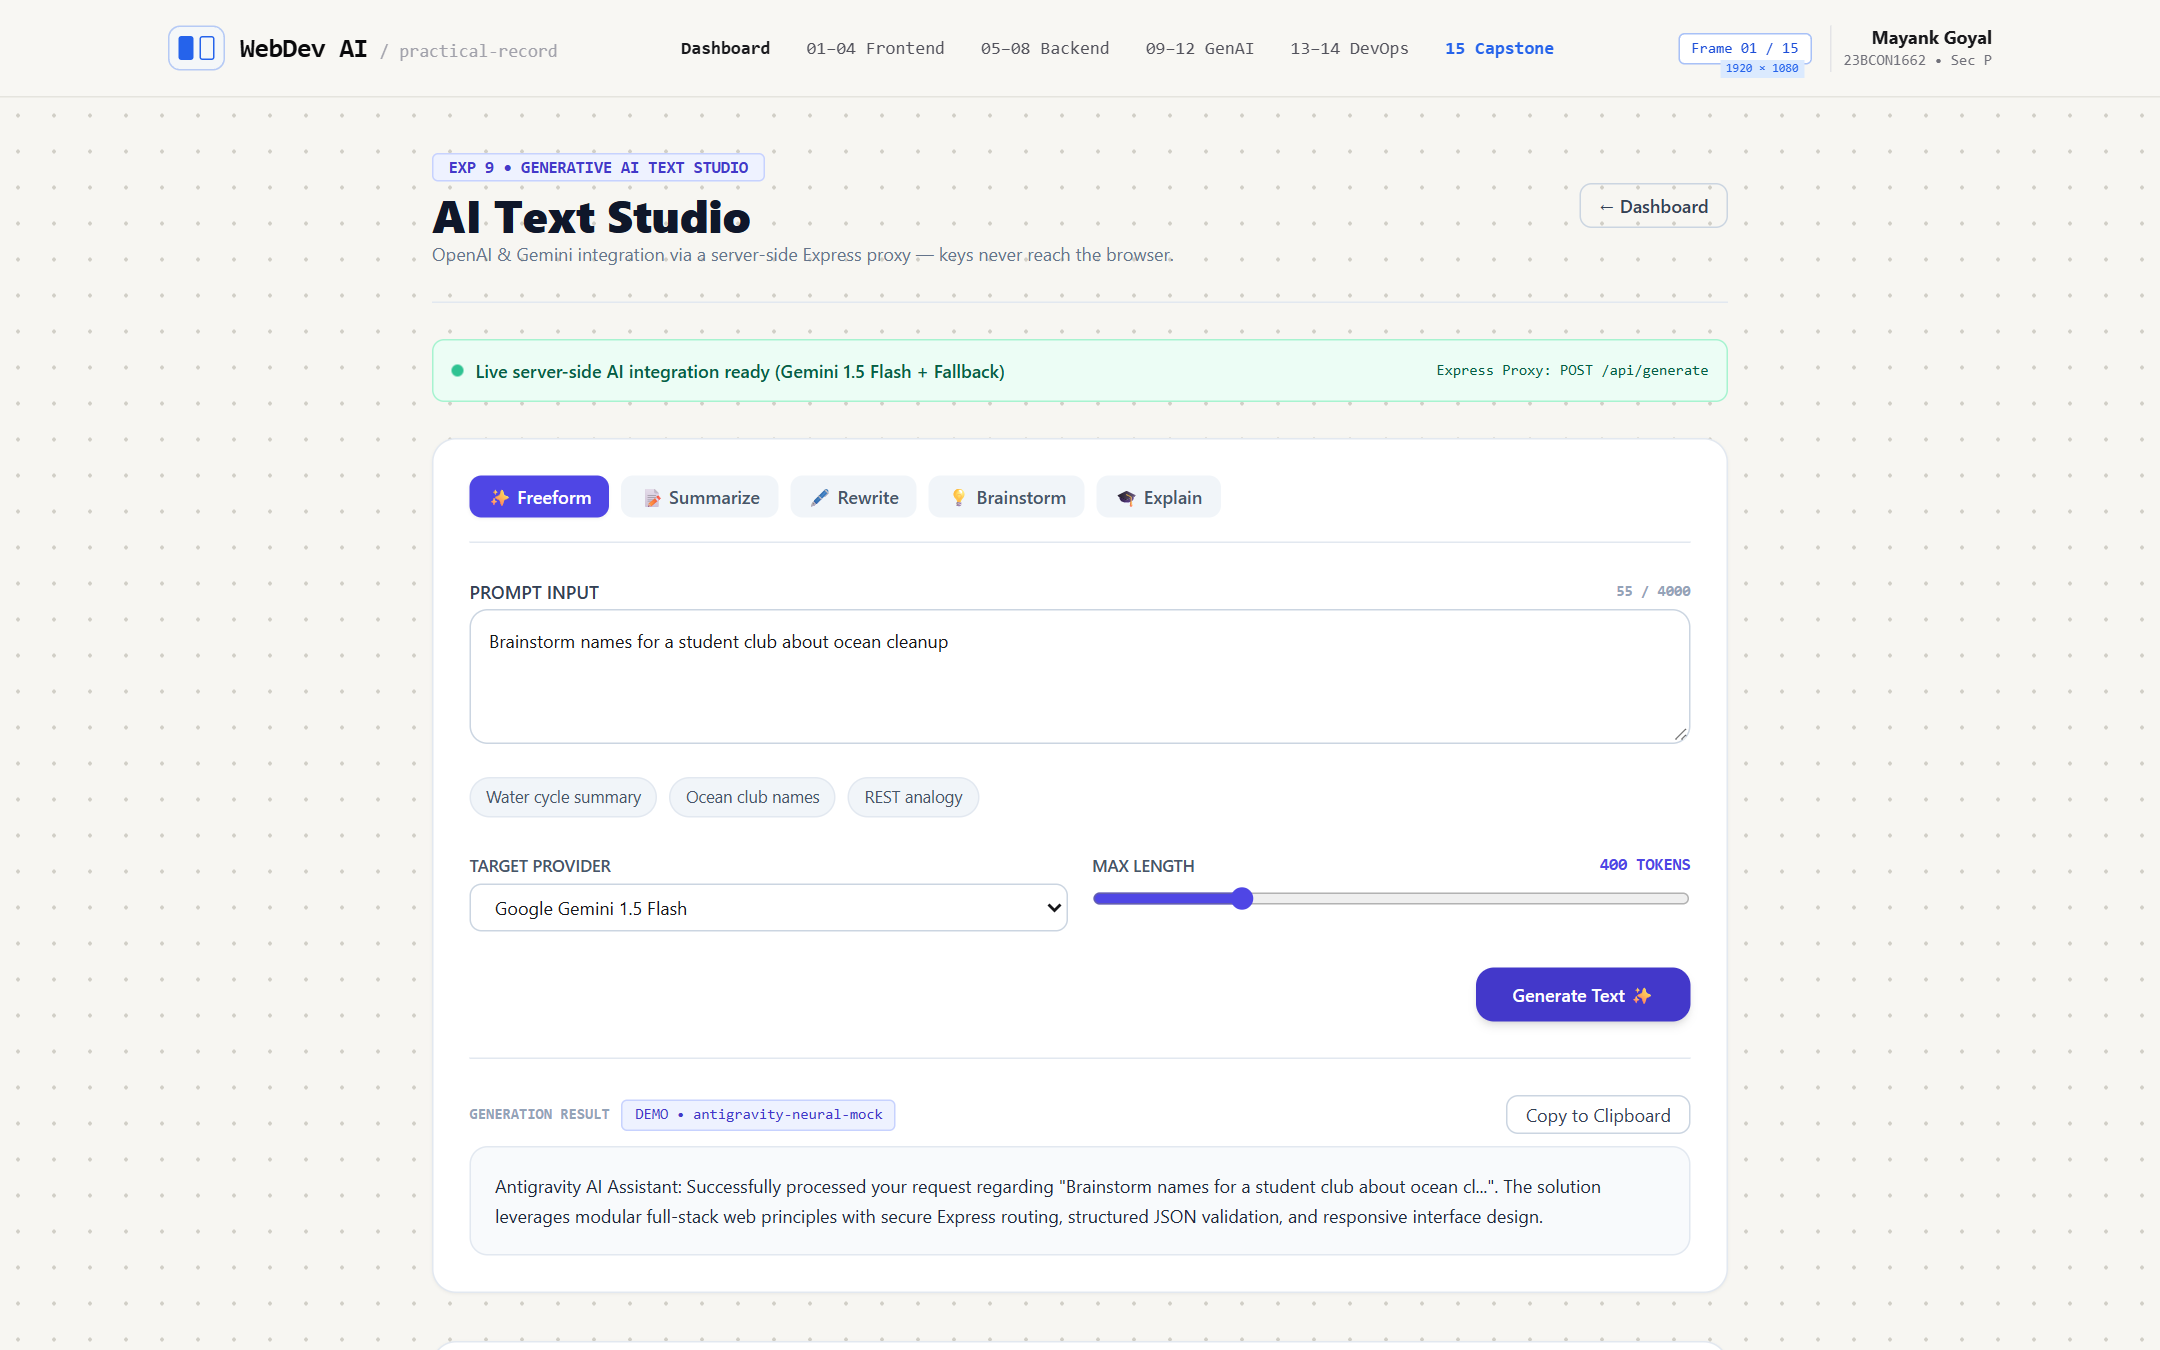 WebDev AI / practical-record
Dashboard
01–04 Frontend
05–08 Backend
09–12 GenAI
13–14 DevOps
15 Capstone
Frame 01 / 15
1920 × 1080
Mayank Goyal
23BCON1662 • Sec P
EXP 9 • GENERATIVE AI TEXT STUDIO
AI Text Studio
OpenAI & Gemini integration via a server-side Express proxy — keys never reach the browser.
← Dashboard
Live server-side AI integration ready (Gemini 1.5 Flash + Fallback)
Express Proxy: POST /api/generate
✨ Freeform
📝 Summarize
🖊️ Rewrite
💡 Brainstorm
🎓 Explain
PROMPT INPUT
55 / 4000
Brainstorm names for a student club about ocean cleanup
Water cycle summary
Ocean club names
REST analogy
TARGET PROVIDER
Google Gemini 1.5 Flash
MAX LENGTH
400 TOKENS
Generate Text ✨
GENERATION RESULT
DEMO • antigravity-neural-mock
Copy to Clipboard
Antigravity AI Assistant: Successfully processed your request regarding "Brainstorm names for a student club about ocean cl...". The solution
leverages modular full-stack web principles with secure Express routing, structured JSON validation, and responsive interface design.